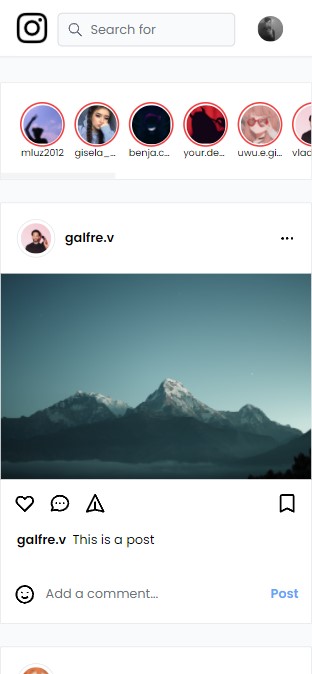 Search for
mluz2012 gisela_... benja.c... your.de... uwu.e.gi... vlad
galfre.v
galfre.v This is a post
Add a comment... Post